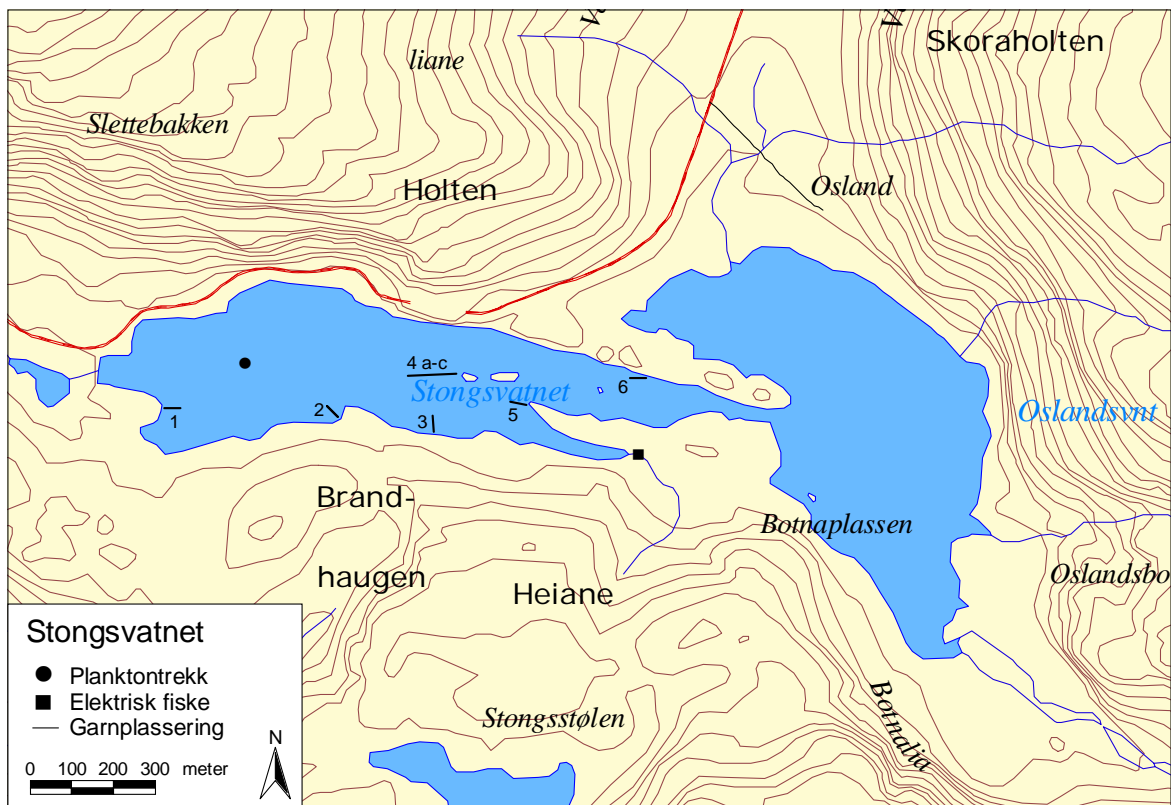 Skoraholten
liane
Slettebakken
Holten
Osland
4 a-c
Stongsvatnet
6
1
2
3
5
Oslandsvnt
Brand-
haugen
Botnaplassen
Heiane
Oslandsbo
Stongsstølen
Botnalia
Stongsvatnet
Planktontrekk
Elektrisk fiske
Garnplassering
N
0 100 200 300 meter